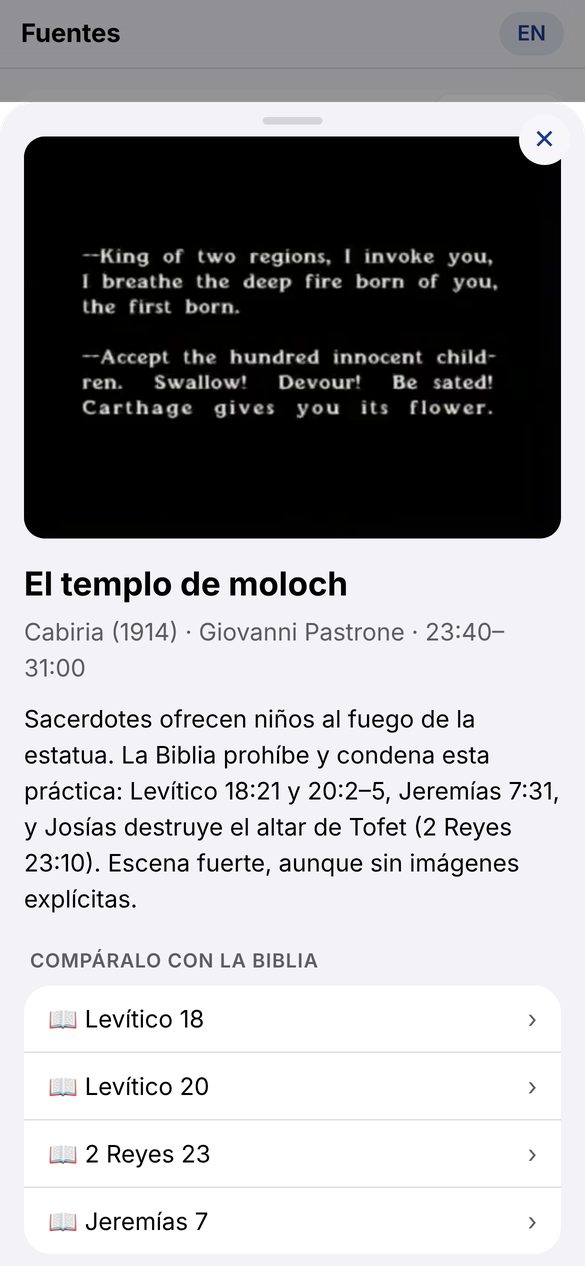 Fuentes
EN
✕
--King of two regions, I invoke you,
I breathe the deep fire born of you,
the first born.
--Accept the hundred innocent child-
ren. Swallow! Devour! Be sated!
Carthage gives you its flower.
El templo de moloch
Cabiria (1914) · Giovanni Pastrone · 23:40–
31:00
Sacerdotes ofrecen niños al fuego de la
estatua. La Biblia prohíbe y condena esta
práctica: Levítico 18:21 y 20:2–5, Jeremías 7:31,
y Josías destruye el altar de Tofet (2 Reyes
23:10). Escena fuerte, aunque sin imágenes
explícitas.
COMPÁRALO CON LA BIBLIA
📖 Levítico 18 ›
📖 Levítico 20 ›
📖 2 Reyes 23 ›
📖 Jeremías 7 ›